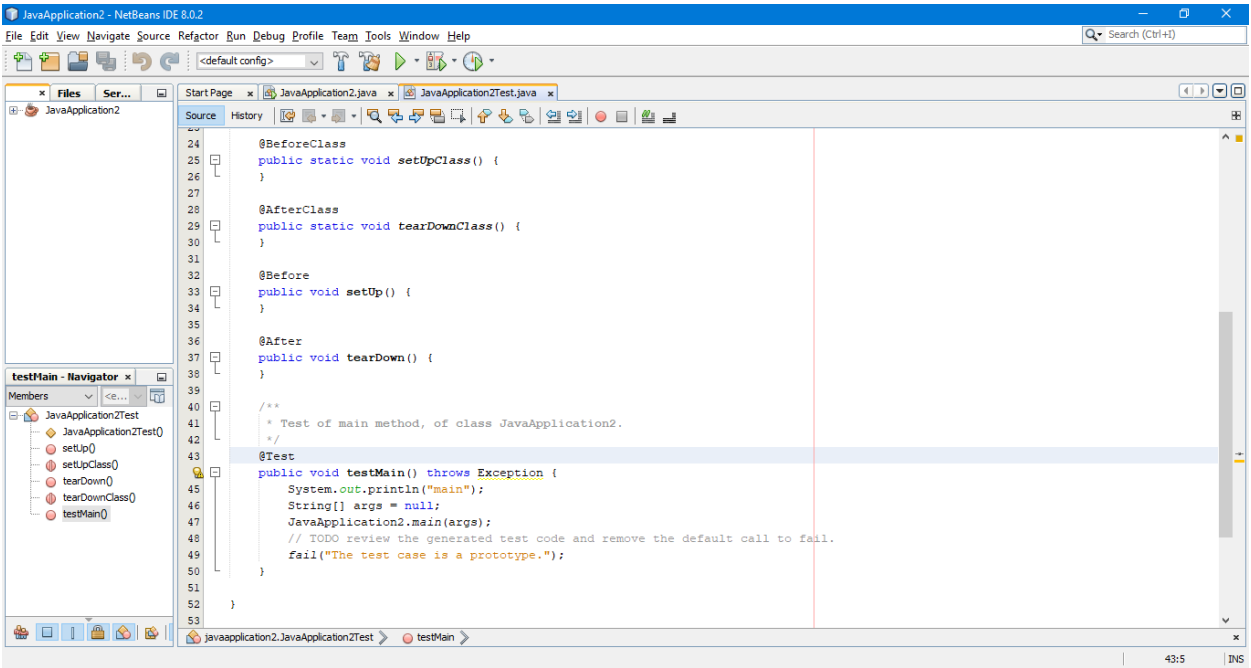 JavaApplication2 - NetBeans IDE 8.0.2
File Edit View Navigate Source Refactor Run Debug Profile Team Tools Window Help
Search (Ctrl+I)
<default config>
Files Ser...
Start Page JavaApplication2.java JavaApplication2Test.java
JavaApplication2
Source History
24 @BeforeClass
25 public static void setUpClass() {
26 }
27
28 @AfterClass
29 public static void tearDownClass() {
30 }
31
32 @Before
33 public void setUp() {
34 }
35
36 @After
37 public void tearDown() {
38 }
39
40 /**
41 * Test of main method, of class JavaApplication2.
42 */
43 @Test
public void testMain() throws Exception {
45 System.out.println("main");
46 String[] args = null;
47 JavaApplication2.main(args);
48 // TODO review the generated test code and remove the default call to fail.
49 fail("The test case is a prototype.");
50 }
51
52 }
53
testMain - Navigator
Members <e...
JavaApplication2Test
JavaApplication2Test()
setUp()
setUpClass()
tearDown()
tearDownClass()
testMain()
javaapplication2.JavaApplication2Test testMain
43:5 INS